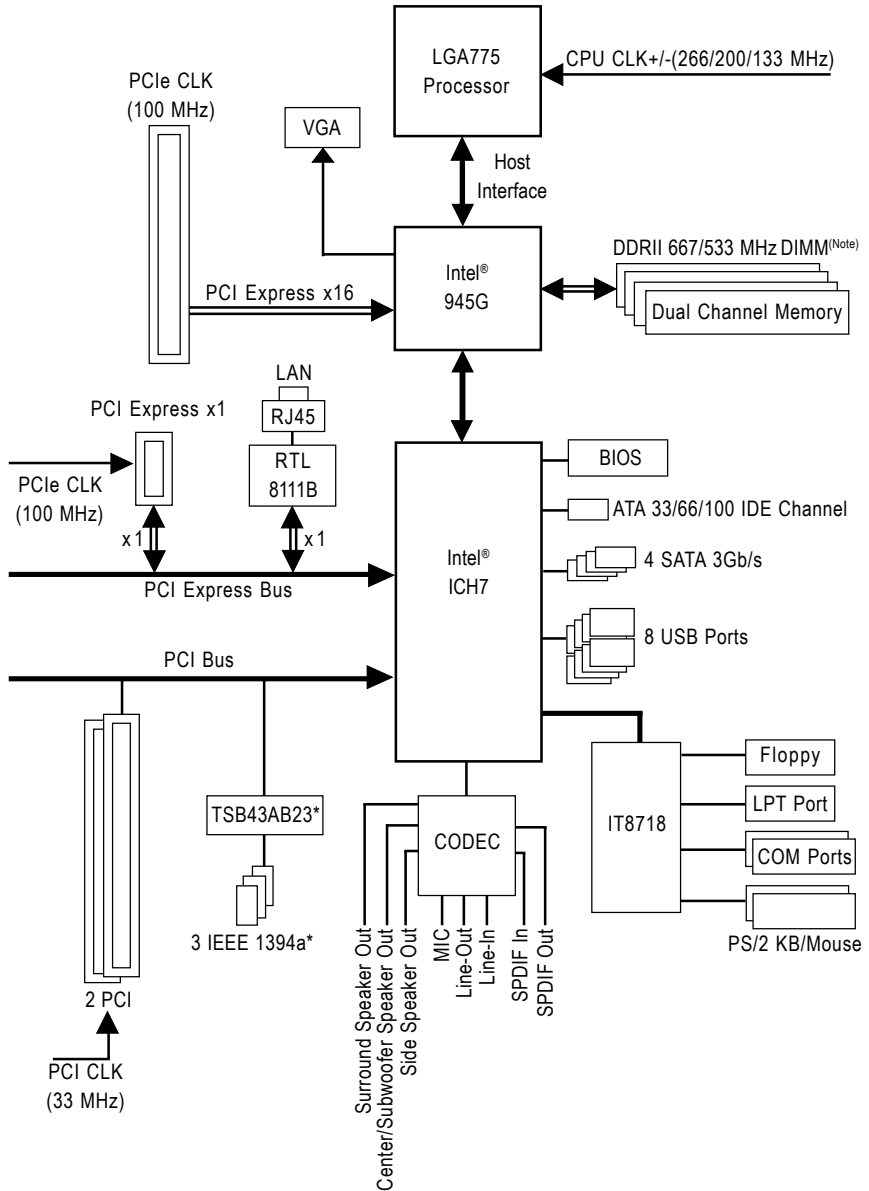 LGA775
Processor
CPU CLK+/-(266/200/133 MHz)
PCIe CLK
(100 MHz)
VGA
Host
Interface
Intel®
945G
DDRII 667/533 MHz DIMM(Note)
Dual Channel Memory
PCI Express x16
LAN
RJ45
PCI Express x1
RTL
8111B
PCIe CLK
(100 MHz)
x1
x1
PCI Express Bus
Intel®
ICH7
BIOS
ATA 33/66/100 IDE Channel
4 SATA 3Gb/s
8 USB Ports
PCI Bus
TSB43AB23*
3 IEEE 1394a*
2 PCI
PCI CLK
(33 MHz)
CODEC
Surround Speaker Out
Center/Subwoofer Speaker Out
Side Speaker Out
MIC
Line-Out
Line-In
SPDIF In
SPDIF Out
IT8718
Floppy
LPT Port
COM Ports
PS/2 KB/Mouse